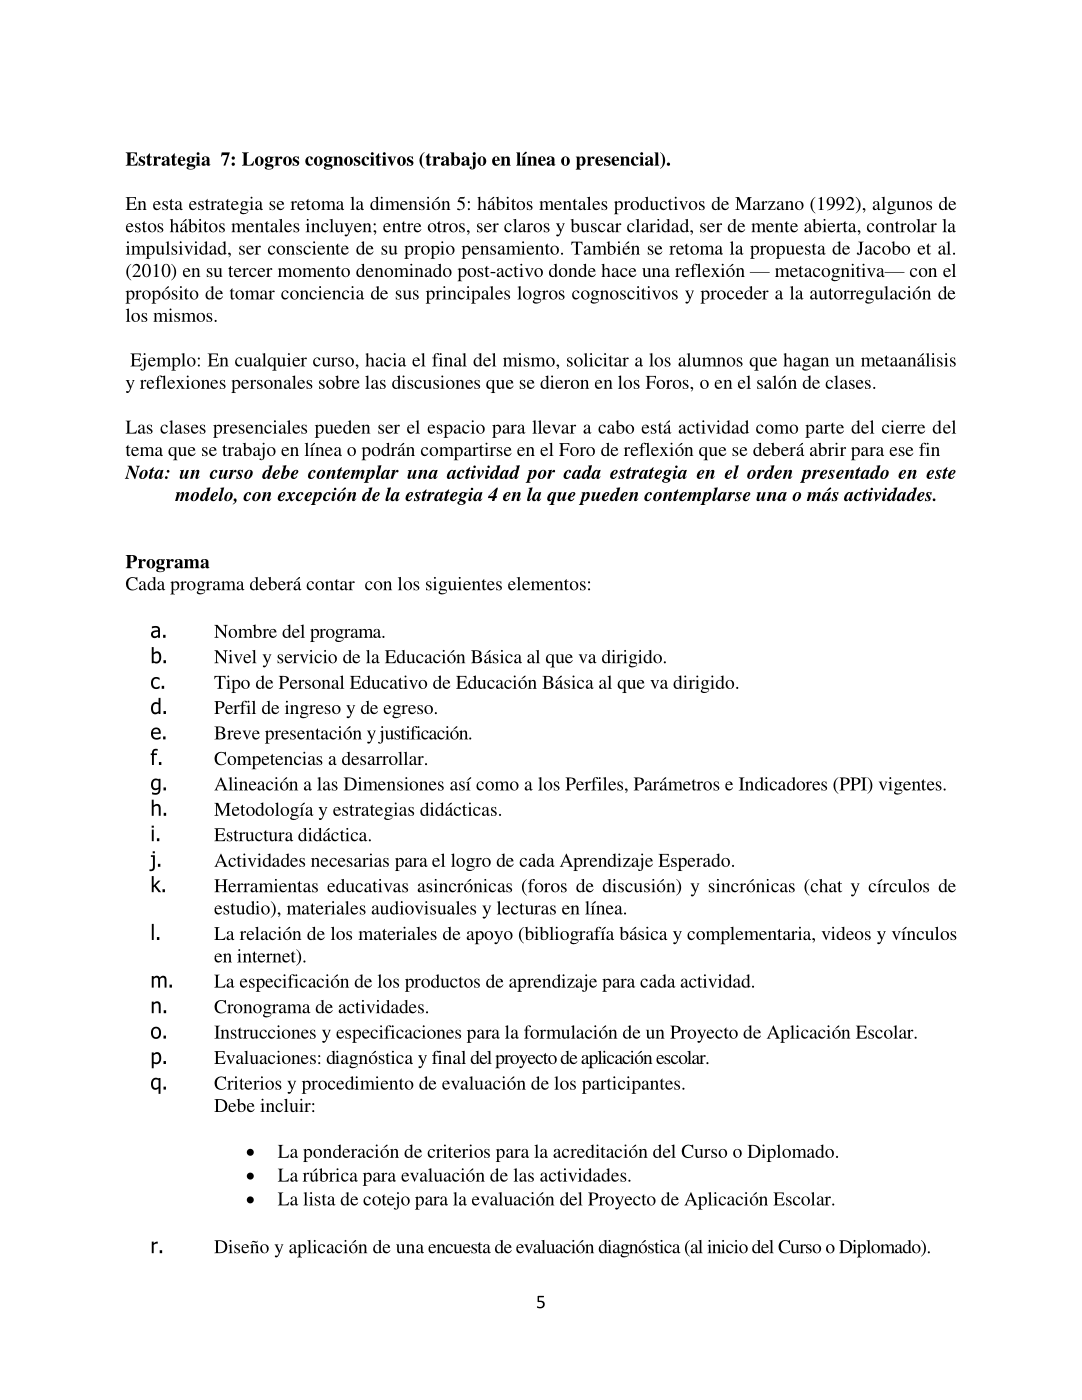 Estrategia  7: Logros cognoscitivos (trabajo en línea o presencial).
En esta estrategia se retoma la dimensión 5: hábitos mentales productivos de Marzano (1992), algunos de
estos hábitos mentales incluyen; entre otros, ser claros y buscar claridad, ser de mente abierta, controlar la
impulsividad, ser consciente de su propio pensamiento. También se retoma la propuesta de Jacobo et al.
(2010) en su tercer momento denominado post-activo donde hace una reflexión — metacognitiva— con el
propósito de tomar conciencia de sus principales logros cognoscitivos y proceder a la autorregulación de
los mismos.
Ejemplo: En cualquier curso, hacia el final del mismo, solicitar a los alumnos que hagan un metaanálisis
y reflexiones personales sobre las discusiones que se dieron en los Foros, o en el salón de clases.
Las clases presenciales pueden ser el espacio para llevar a cabo está actividad como parte del cierre del
tema que se trabajo en línea o podrán compartirse en el Foro de reflexión que se deberá abrir para ese fin
Nota: un curso debe contemplar una actividad por cada estrategia en el orden presentado en este
modelo, con excepción de la estrategia 4 en la que pueden contemplarse una o más actividades.
Programa
Cada programa deberá contar  con los siguientes elementos:
a. Nombre del programa.
b. Nivel y servicio de la Educación Básica al que va dirigido.
c. Tipo de Personal Educativo de Educación Básica al que va dirigido.
d. Perfil de ingreso y de egreso.
e. Breve presentación y justificación.
f. Competencias a desarrollar.
g. Alineación a las Dimensiones así como a los Perfiles, Parámetros e Indicadores (PPI) vigentes.
h. Metodología y estrategias didácticas.
i. Estructura didáctica.
j. Actividades necesarias para el logro de cada Aprendizaje Esperado.
k. Herramientas educativas asincrónicas (foros de discusión) y sincrónicas (chat y círculos de
estudio), materiales audiovisuales y lecturas en línea.
l. La relación de los materiales de apoyo (bibliografía básica y complementaria, videos y vínculos
en internet).
m. La especificación de los productos de aprendizaje para cada actividad.
n. Cronograma de actividades.
o. Instrucciones y especificaciones para la formulación de un Proyecto de Aplicación Escolar.
p. Evaluaciones: diagnóstica y final del proyecto de aplicación escolar.
q. Criterios y procedimiento de evaluación de los participantes.
Debe incluir:
• La ponderación de criterios para la acreditación del Curso o Diplomado.
• La rúbrica para evaluación de las actividades.
• La lista de cotejo para la evaluación del Proyecto de Aplicación Escolar.
r. Diseño y aplicación de una encuesta de evaluación diagnóstica (al inicio del Curso o Diplomado).
5